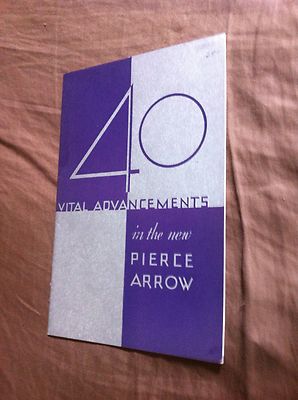 40
VITAL ADVANCEMENTS
in the new
PIERCE
ARROW